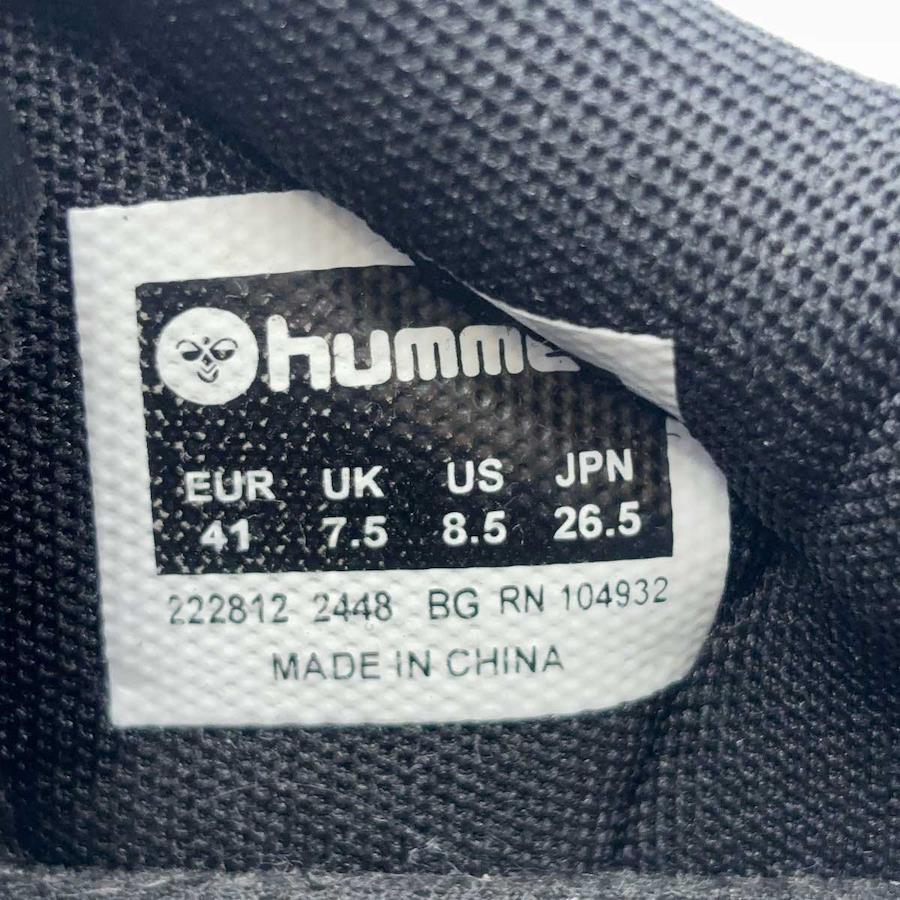 humme
EUR UK US JPN
41 7.5 8.5 26.5
222812 2448 BG RN 104932
MADE IN CHINA